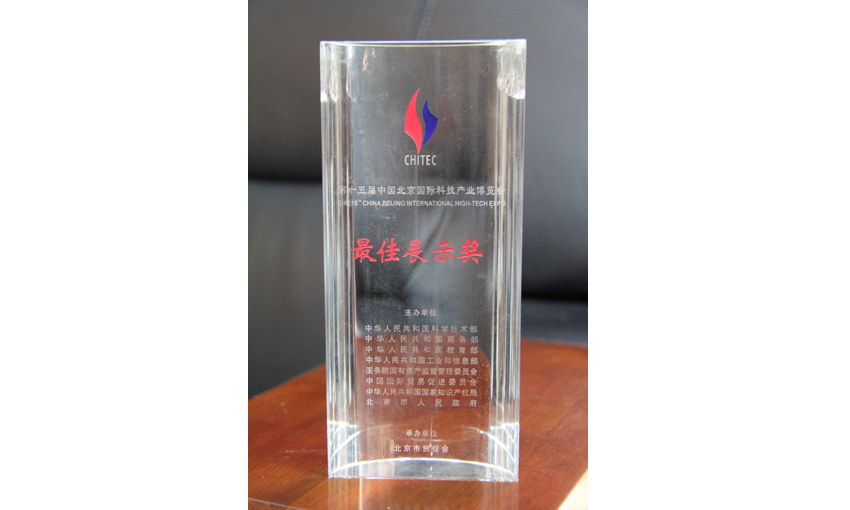 CHITEC
第十五届中国北京国际科技产业博览会
THE 15TH CHINA BEIJING INTERNATIONAL HIGH-TECH EXPO
最佳展示奖
主办单位
中华人民共和国科学技术部
中华人民共和国商务部
中华人民共和国教育部
中华人民共和国工业和信息部
国务院国有资产监督管理委员会
中国国际贸易促进委员会
中华人民共和国国家知识产权局
北京市人民政府
承办单位
北京市贸促会